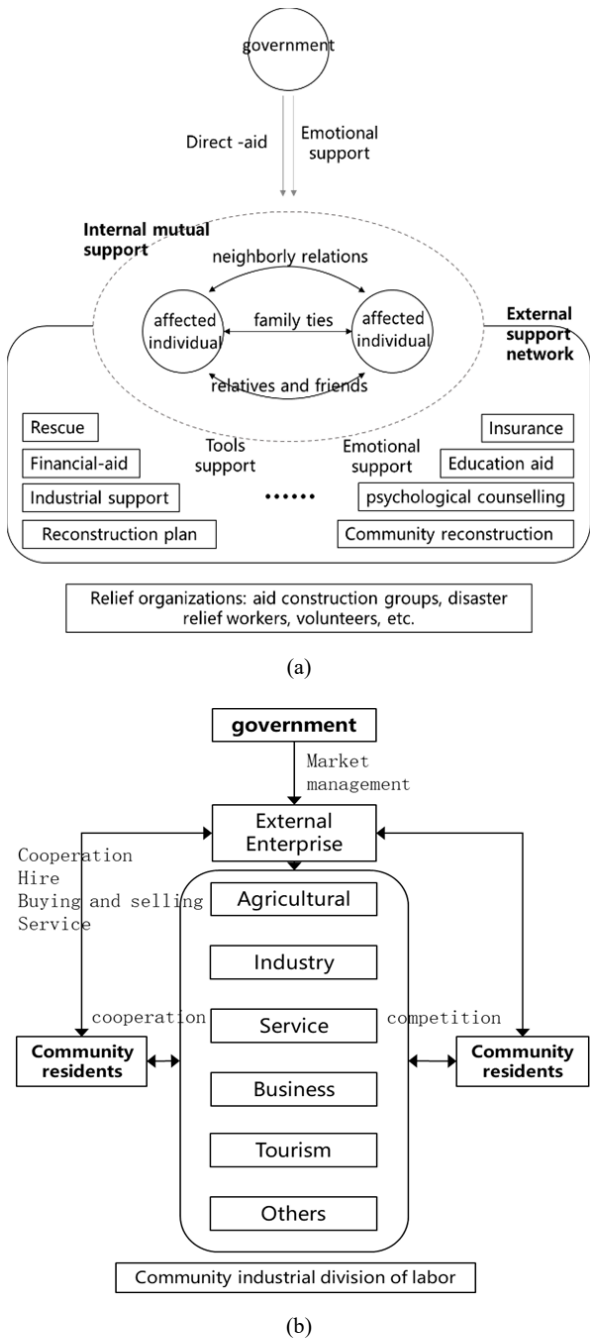 government
Direct -aid
Emotional
support
Internal mutual
support
neighborly relations
affected
individual
family ties
affected
individual
relatives and friends
External
support
network
Rescue
Financial-aid
Industrial support
Reconstruction plan
Tools
support
Emotional
support
••••••
Insurance
Education aid
psychological counselling
Community reconstruction
Relief organizations: aid construction groups, disaster
relief workers, volunteers, etc.
(a)
government
Market
management
External
Enterprise
Cooperation
Hire
Buying and selling
Service
Agricultural
Industry
cooperation
Service
competition
Community
residents
Community
residents
Business
Tourism
Others
Community industrial division of labor
(b)